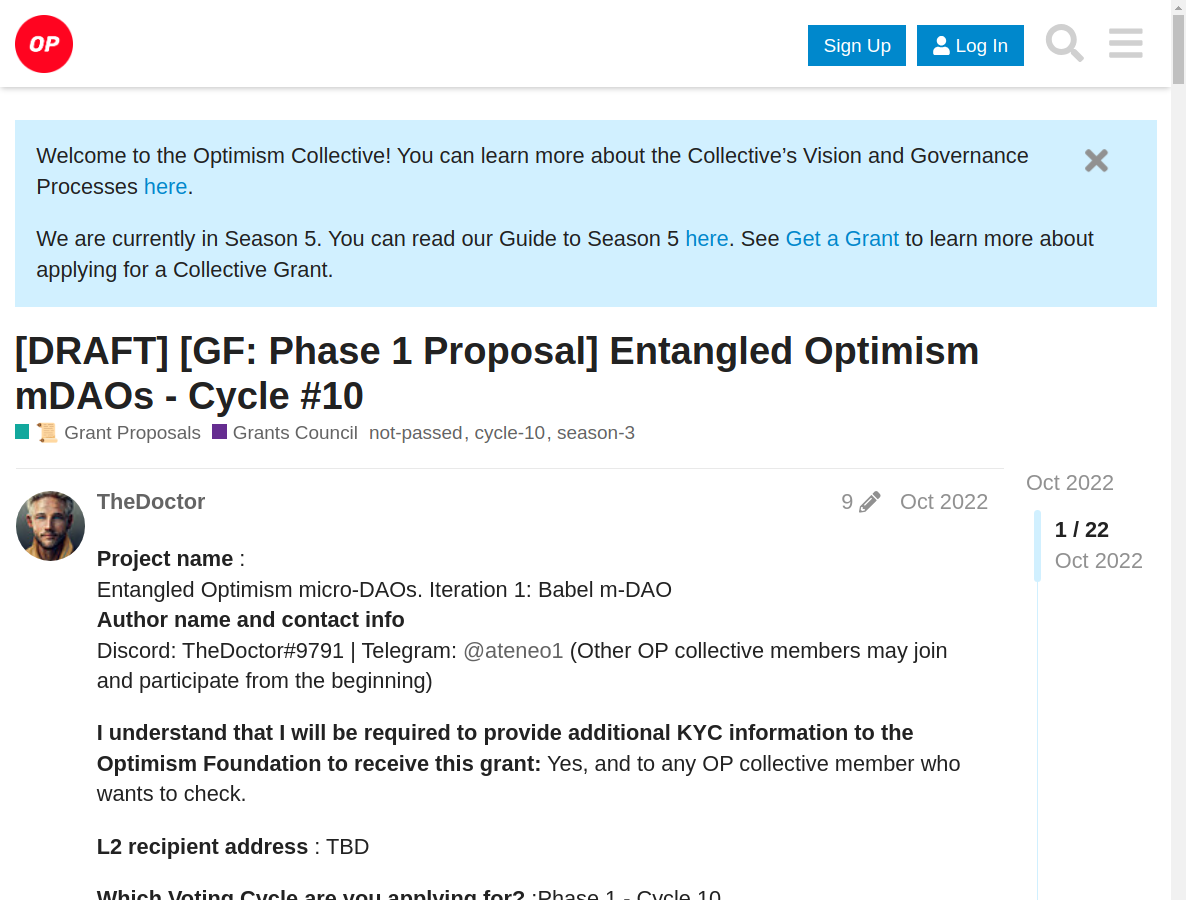 OP
Sign Up
Log In
Welcome to the Optimism Collective! You can learn more about the Collective’s Vision and Governance
Processes here.
We are currently in Season 5. You can read our Guide to Season 5 here. See Get a Grant to learn more about
applying for a Collective Grant.
[DRAFT] [GF: Phase 1 Proposal] Entangled Optimism
mDAOs - Cycle #10
📜 Grant Proposals Grants Council not-passed, cycle-10, season-3
TheDoctor 9 Oct 2022
Oct 2022
1 / 22
Oct 2022
Project name :
Entangled Optimism micro-DAOs. Iteration 1: Babel m-DAO
Author name and contact info
Discord: TheDoctor#9791 | Telegram: @ateneo1 (Other OP collective members may join
and participate from the beginning)
I understand that I will be required to provide additional KYC information to the
Optimism Foundation to receive this grant: Yes, and to any OP collective member who
wants to check.
L2 recipient address : TBD
Which Voting Cycle are you applying for? :Phase 1 - Cycle 10